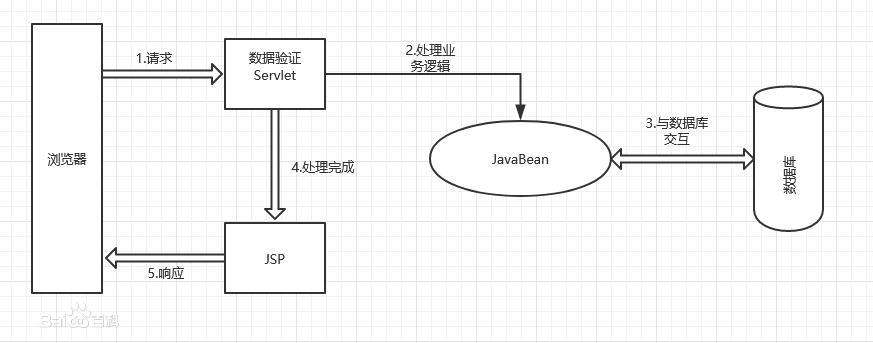 1.请求
数据验证
Servlet
2.处理业
务逻辑
浏览器
JavaBean
3.与数据库
交互
数据库
4.处理完成
JSP
5.响应
Baidu百科